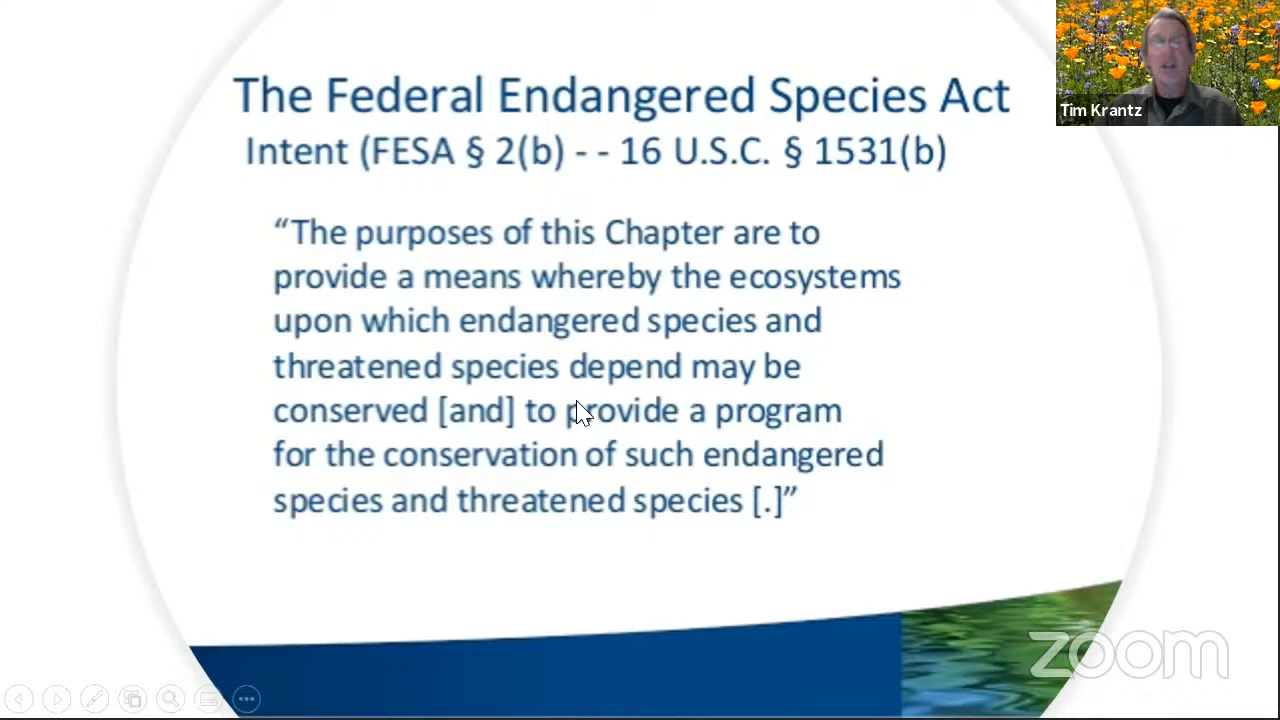 The Federal Endangered Species Act
Intent (FESA § 2(b) - - 16 U.S.C. § 1531(b)
“The purposes of this Chapter are to
provide a means whereby the ecosystems
upon which endangered species and
threatened species depend may be
conserved [and] to provide a program
for the conservation of such endangered
species and threatened species [.]”
Tim Krantz
zoom